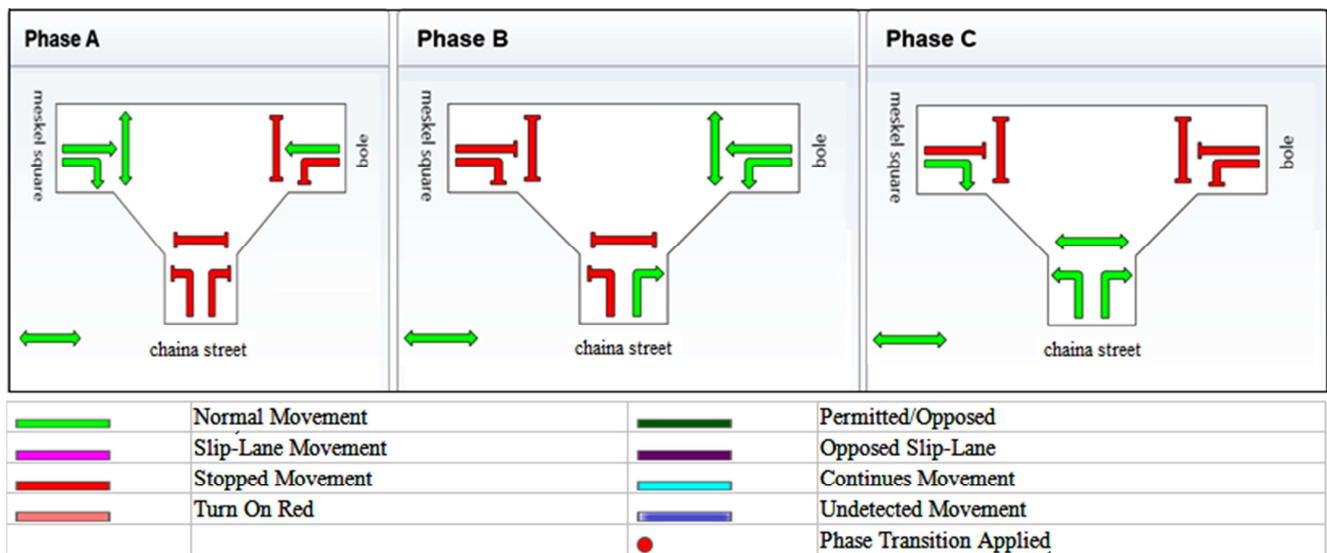 Phase A
Phase B
Phase C
meskel square
bole
chaina street
meskel square
bole
chaina street
meskel square
bole
chaina street
Normal Movement
Permitted/Opposed
Slip-Lane Movement
Opposed Slip-Lane
Stopped Movement
Continues Movement
Turn On Red
Undetected Movement
Phase Transition Applied